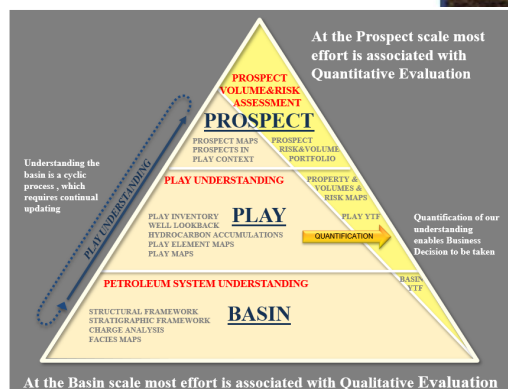 At the Prospect scale most
effort is associated with
Quantitative Evaluation
PROSPECT
VOLUME&RISK
ASSESSMENT
PROSPECT
PROSPECT MAPS
PROSPECTS IN
PLAY CONTEXT
PROSPECT
RISK&VOLUME
PORTFOLIO
Understanding the
basin is a cyclic
process , which
requires continual
updating
PLAY UNDERSTANDING
PLAY UNDERSTANDING
PROPERTY &
VOLUMES &
RISK MAPS
PLAY INVENTORY
WELL LOOKBACK
HYDROCARBON ACCUMULATIONS
PLAY ELEMENT MAPS
PLAY MAPS
PLAY
PLAY YTF
QUANTIFICATION
Quantification of our
understanding
enables Business
Decision to be taken
PETROLEUM SYSTEM UNDERSTANDING
BASIN
YTF
STRUCTURAL FRAMEWORK
STRATIGRAPHIC FRAMEWORK
CHARGE ANALYSIS
FACIES MAPS
BASIN
At the Basin scale most effort is associated with Qualitative Evaluation